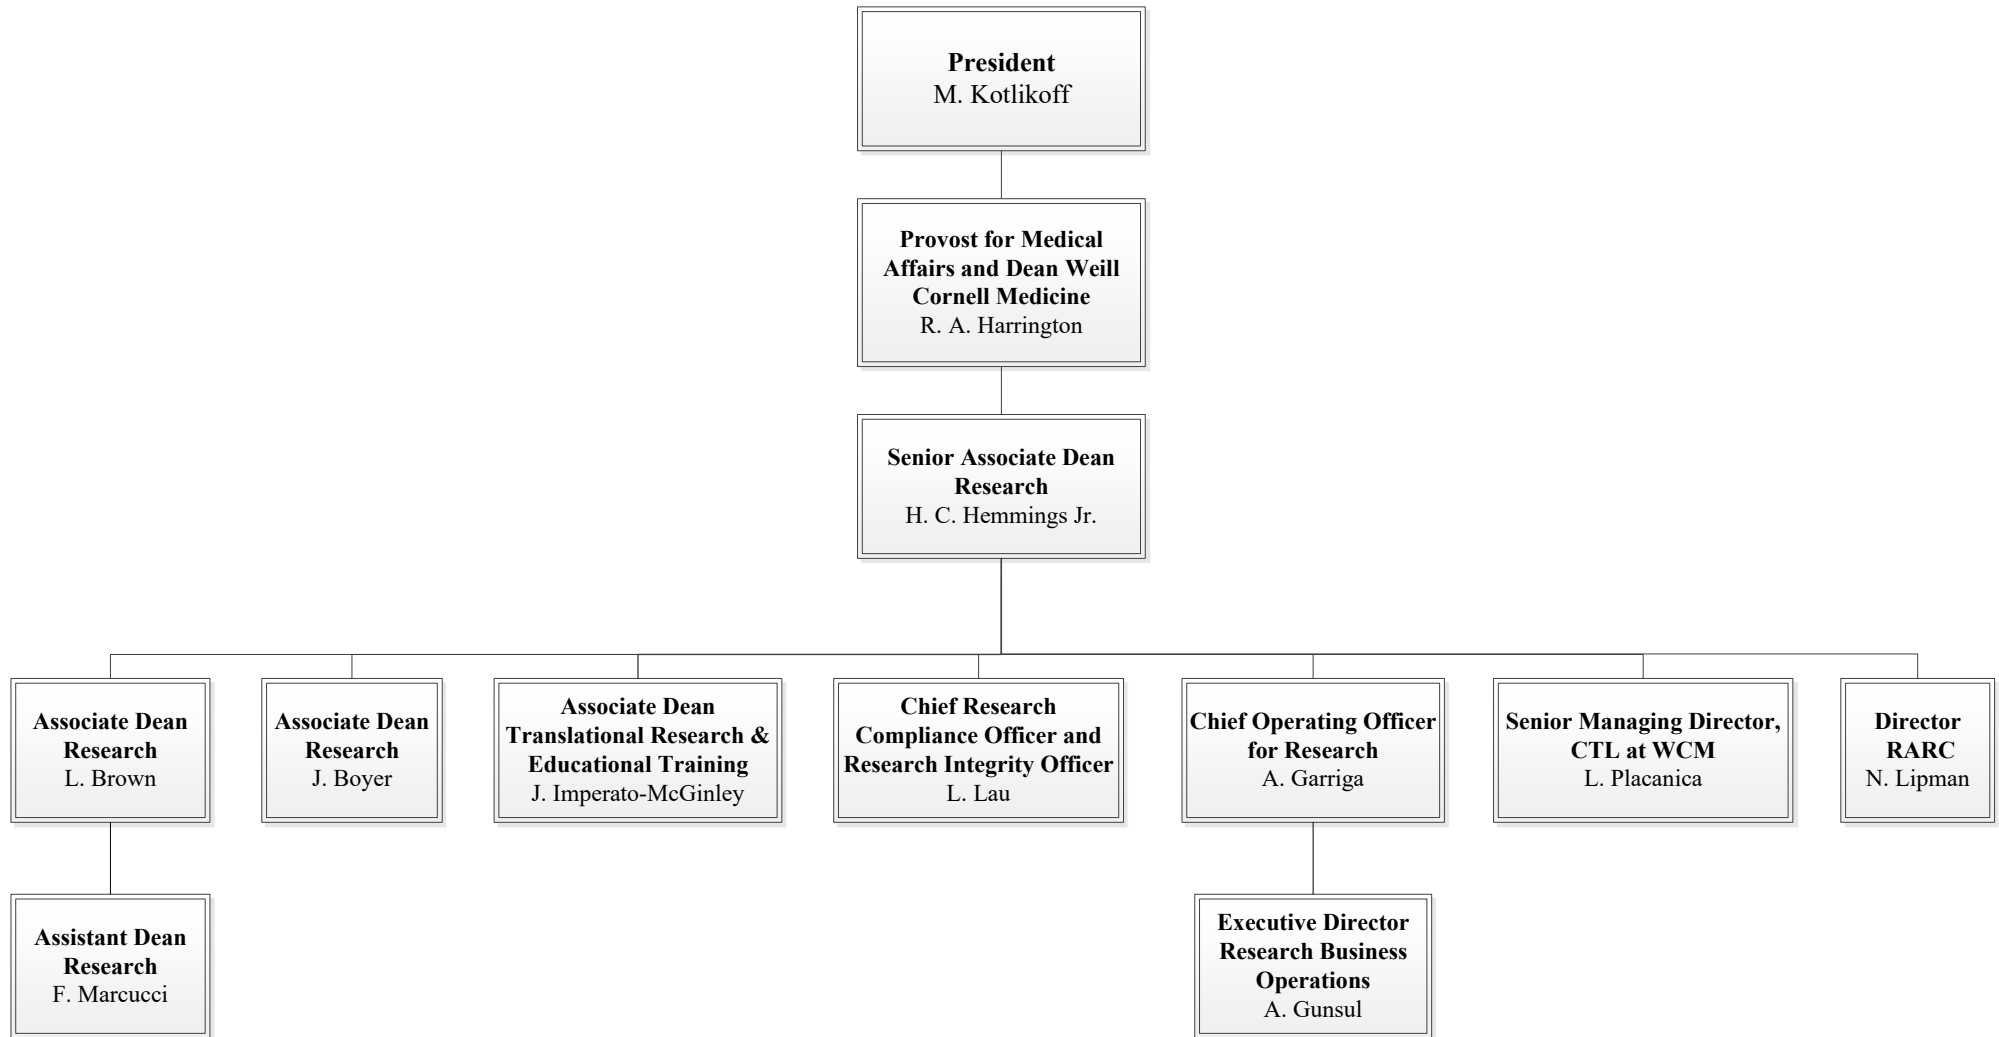 President
M. Kotlikoff
Provost for Medical
Affairs and Dean Weill
Cornell Medicine
R. A. Harrington
Senior Associate Dean
Research
H. C. Hemmings Jr.
Associate Dean
Research
L. Brown
Associate Dean
Research
J. Boyer
Associate Dean
Translational Research &
Educational Training
J. Imperato-McGinley
Chief Research
Compliance Officer and
Research Integrity Officer
L. Lau
Chief Operating Officer
for Research
A. Garriga
Senior Managing Director,
CTL at WCM
L. Placanica
Director
RARC
N. Lipman
Assistant Dean
Research
F. Marcucci
Executive Director
Research Business
Operations
A. Gunsul